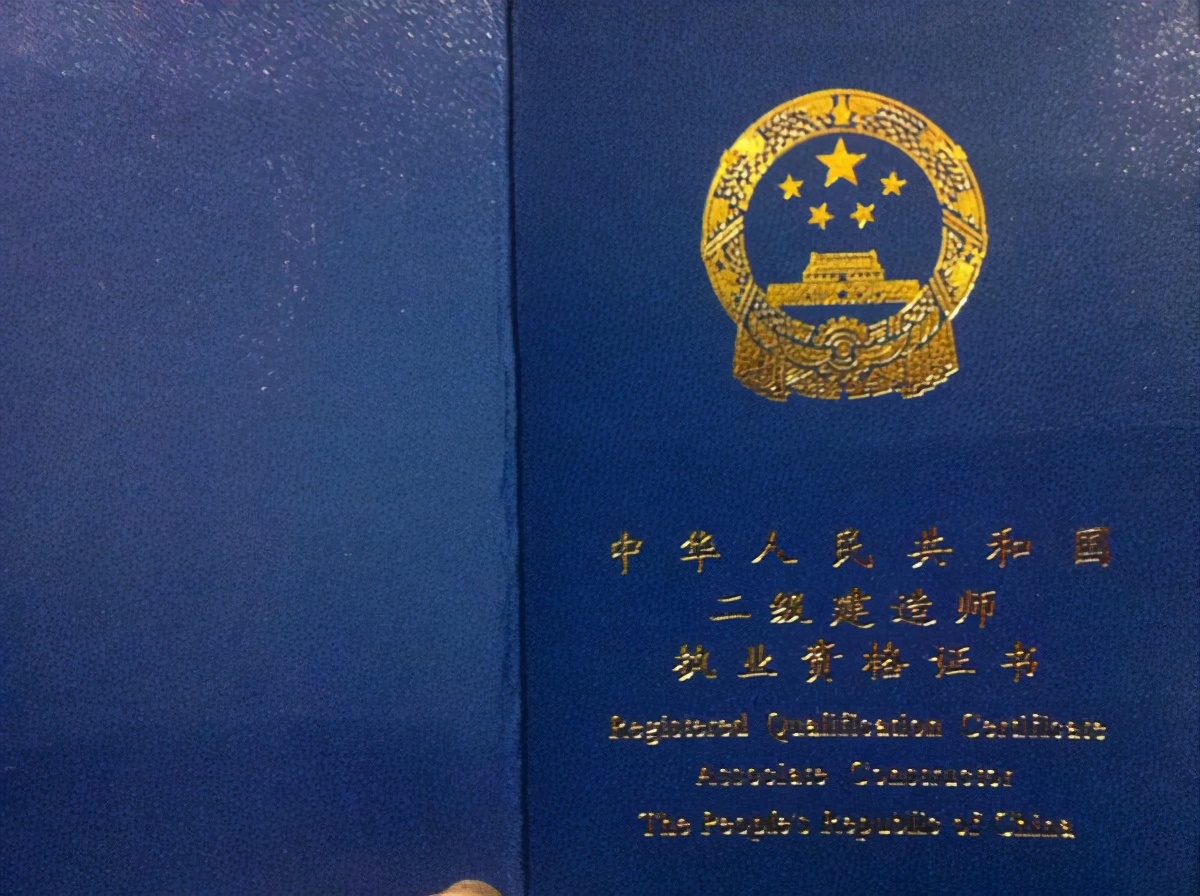 中华人民共和国
二级建造师
执业资格证书
Registered Qualification Certificate
Associate Constructor
The People's Republic of China